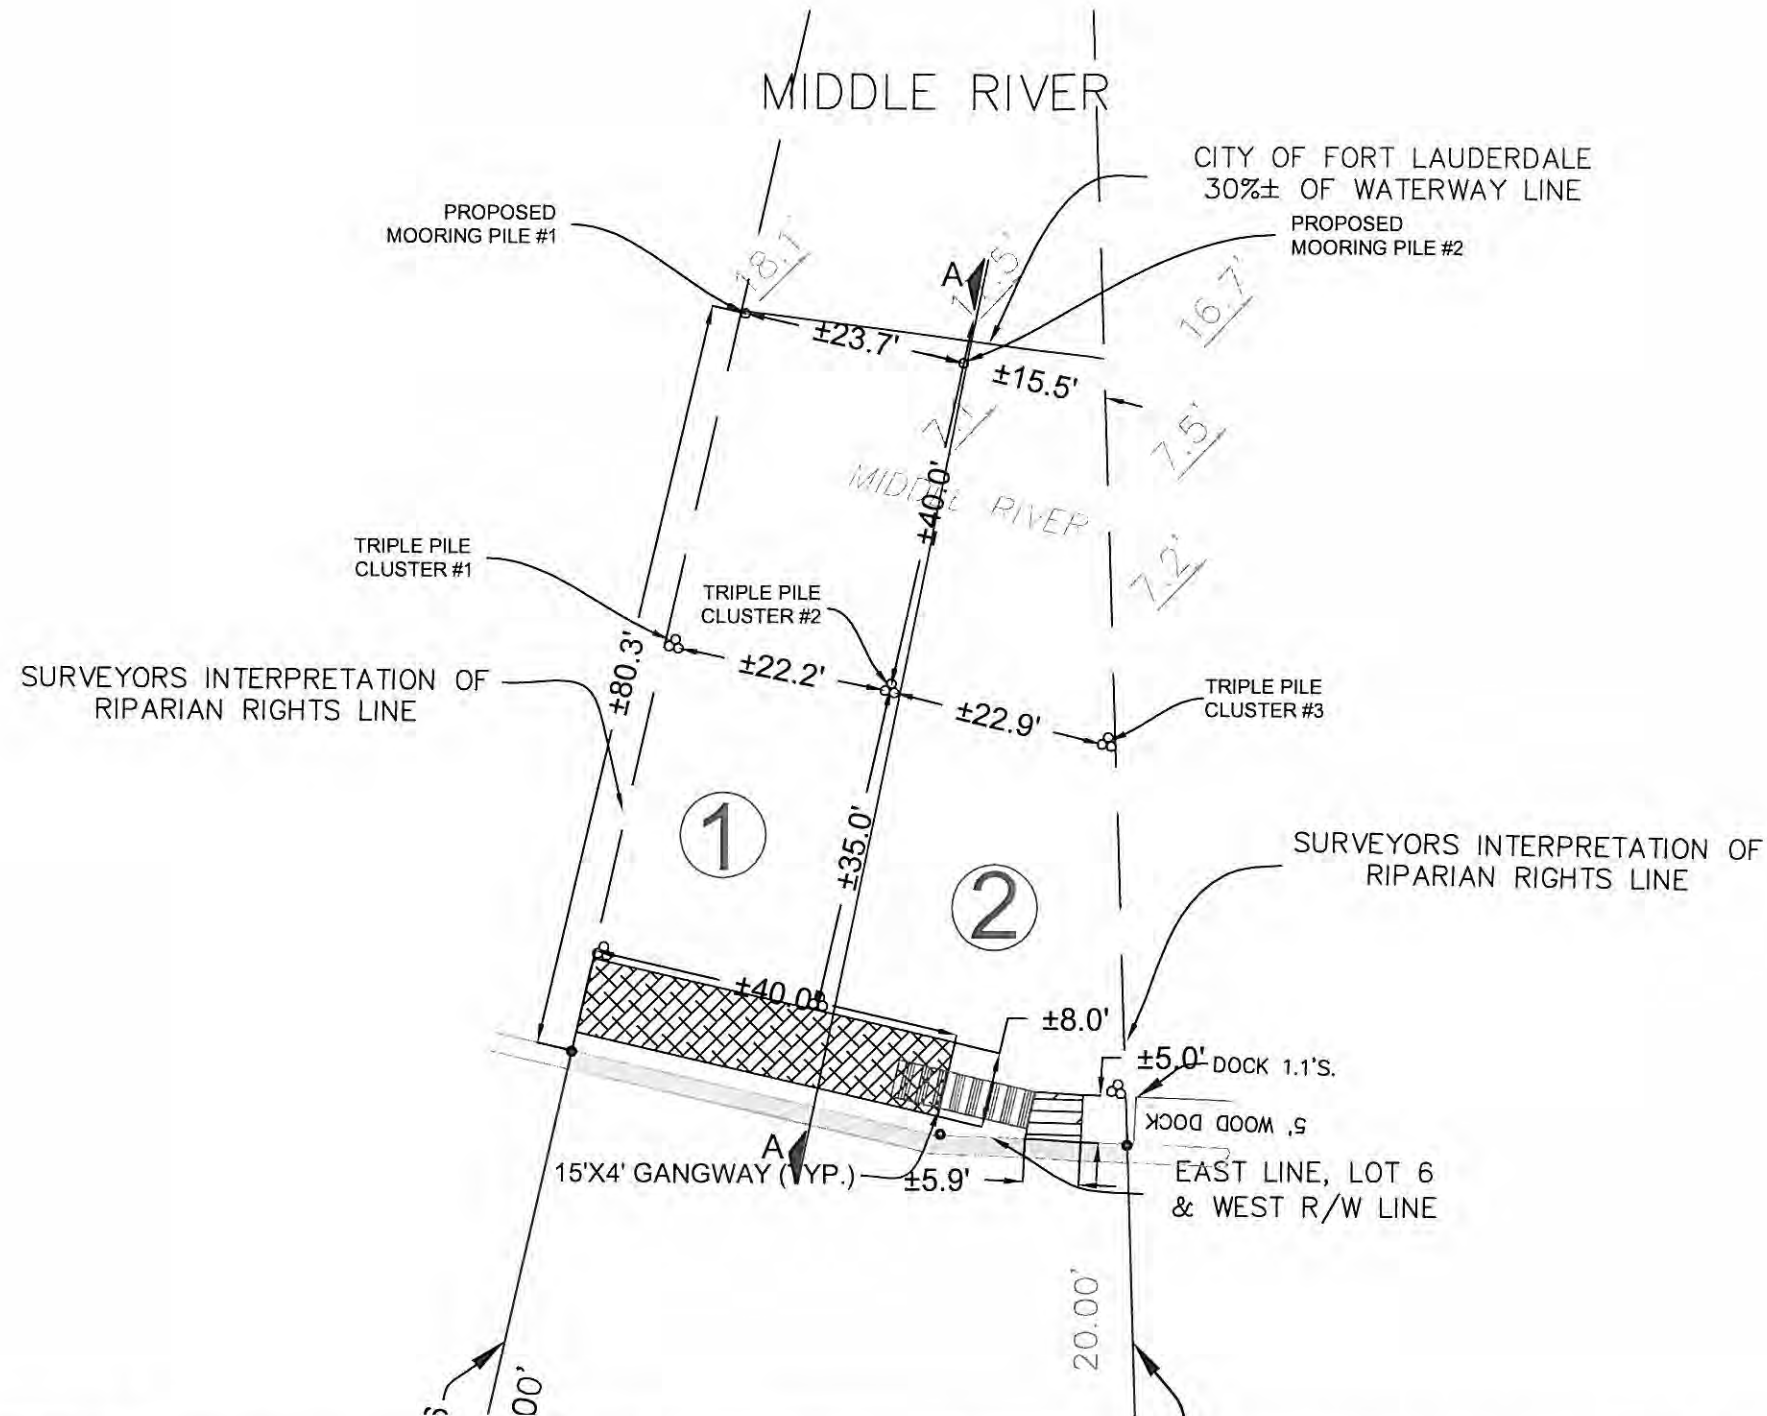 MIDDLE RIVER
CITY OF FORT LAUDERDALE
30%± OF WATERWAY LINE
PROPOSED
MOORING PILE #1
PROPOSED
MOORING PILE #2
18.1'
A
16.7'
±23.7'
±15.5'
7.1'
7.5'
MIDDLE RIVER
±40.0'
7.2'
TRIPLE PILE
CLUSTER #1
TRIPLE PILE
CLUSTER #2
±80.3'
±22.2'
SURVEYORS INTERPRETATION OF
RIPARIAN RIGHTS LINE
TRIPLE PILE
CLUSTER #3
±22.9'
1
±35.0'
2
SURVEYORS INTERPRETATION OF
RIPARIAN RIGHTS LINE
±40.0'
±8.0'
±5.0'
DOCK 1.1'S.
5' WOOD DOCK
A
15'X4' GANGWAY (TYP.)
±5.9'
EAST LINE, LOT 6
& WEST R/W LINE
20.00'
00'